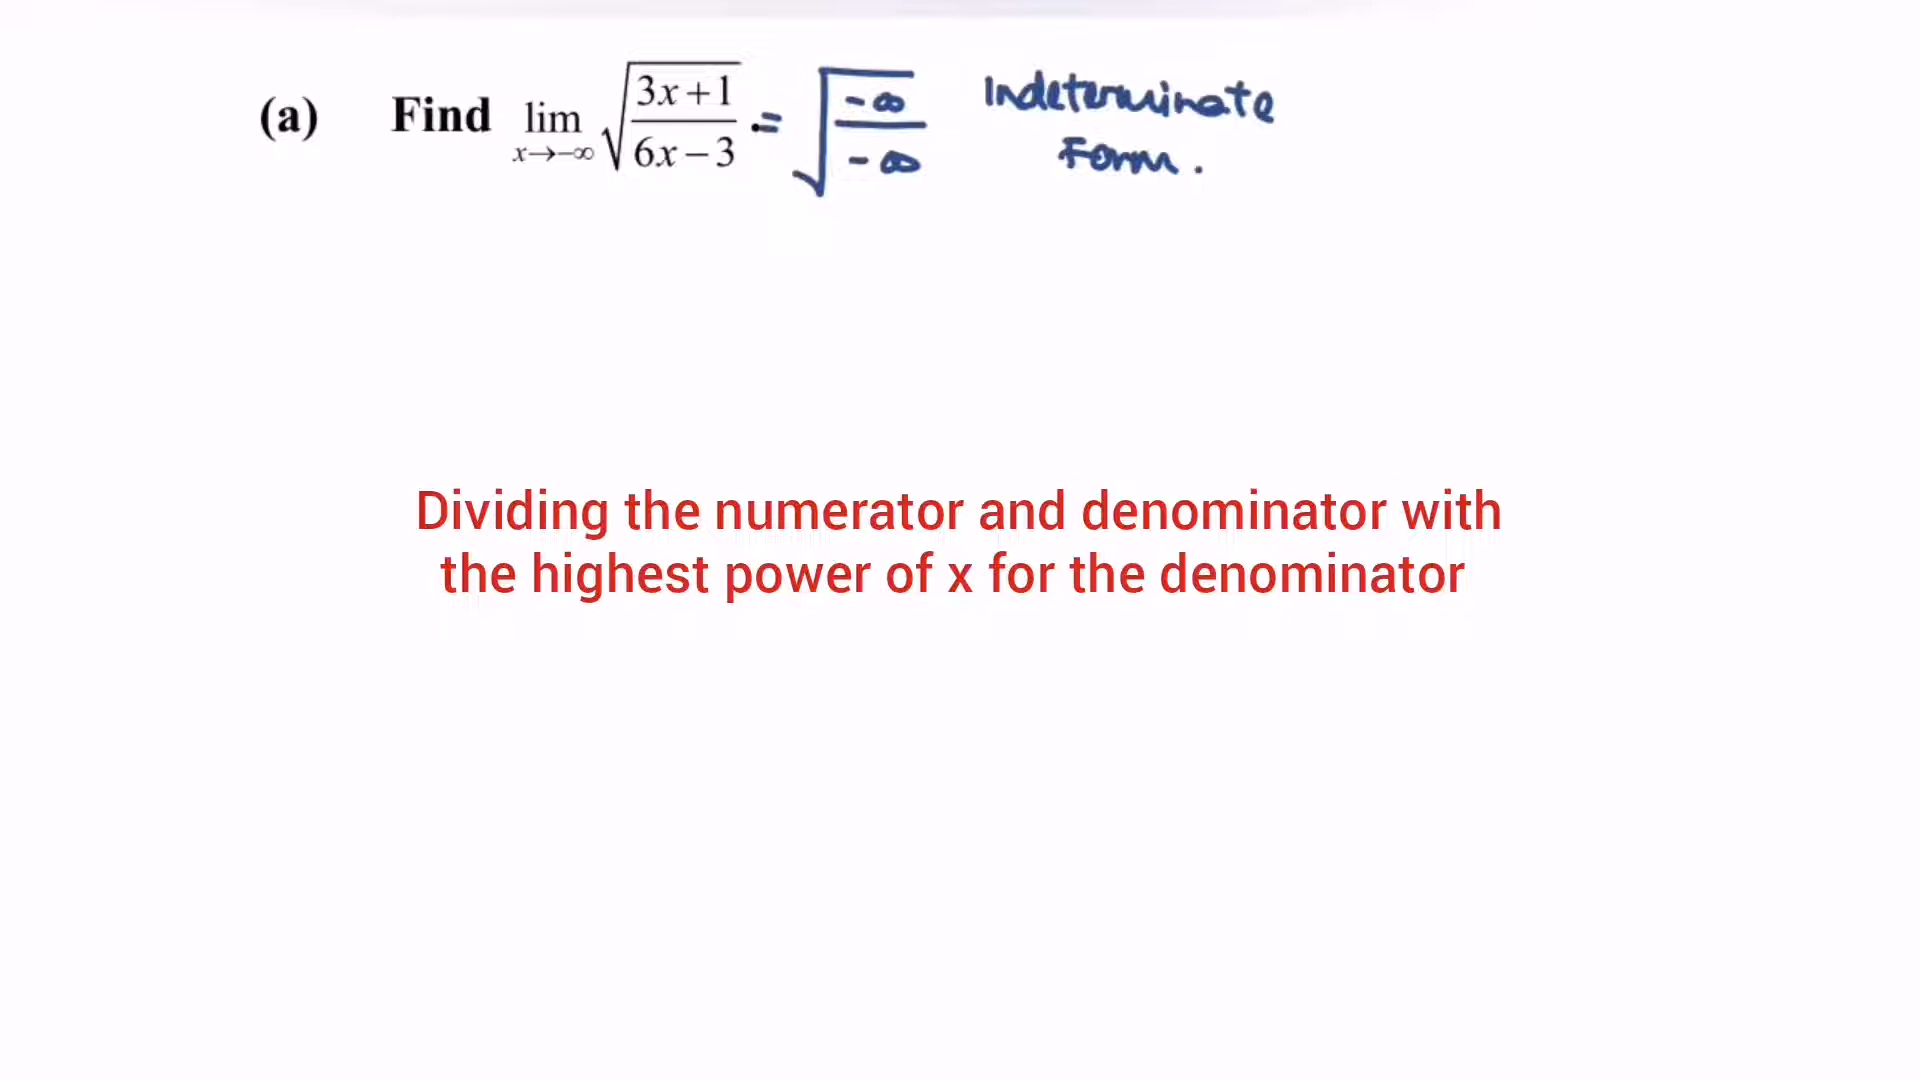 (a) Find lim x→−∞ √((3x+1)/(6x−3)) . = √(−∞/−∞) Indeterminate
Form.
Dividing the numerator and denominator with
the highest power of x for the denominator